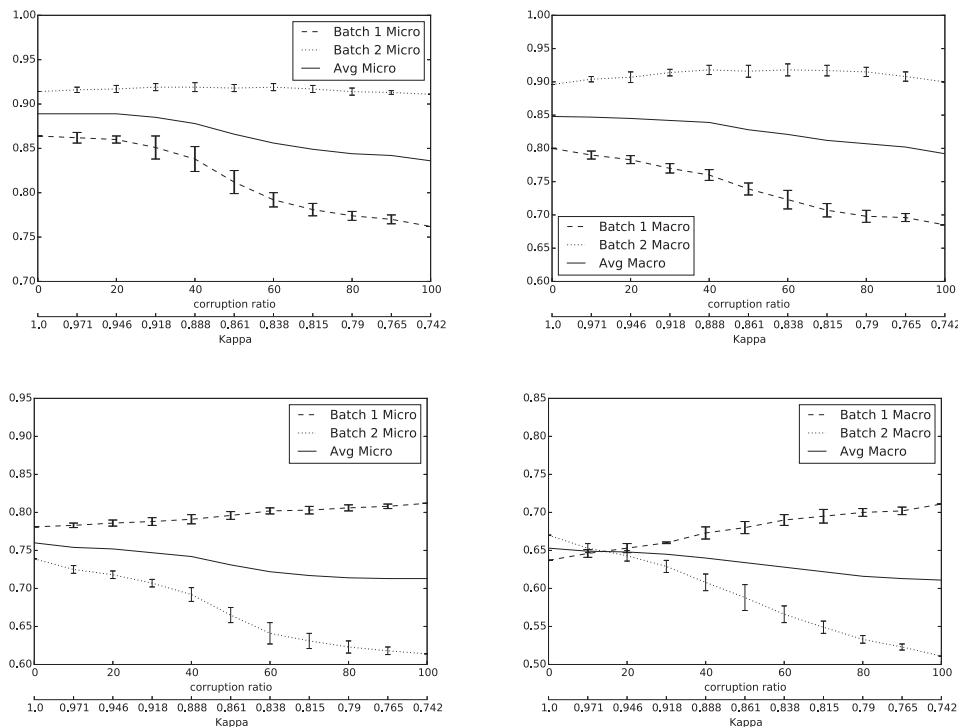 1.00
0.95
0.90
0.85
0.80
0.75
0.70
Batch 1 Micro
Batch 2 Micro
Avg Micro
0 20 40 60 80 100
corruption ratio
1.0 0.971 0.946 0.918 0.888 0.861 0.838 0.815 0.79 0.765 0.742
Kappa
1.00
0.95
0.90
0.85
0.80
0.75
0.70
0.65
0.60
Batch 1 Macro
Batch 2 Macro
Avg Macro
0 20 40 60 80 100
corruption ratio
1.0 0.971 0.946 0.918 0.888 0.861 0.838 0.815 0.79 0.765 0.742
Kappa
0.95
0.90
0.85
0.80
0.75
0.70
0.65
0.60
Batch 1 Micro
Batch 2 Micro
Avg Micro
0 20 40 60 80 100
corruption ratio
1.0 0.971 0.946 0.918 0.888 0.861 0.838 0.815 0.79 0.765 0.742
Kappa
0.85
0.80
0.75
0.70
0.65
0.60
0.55
0.50
Batch 1 Macro
Batch 2 Macro
Avg Macro
0 20 40 60 80 100
corruption ratio
1.0 0.971 0.946 0.918 0.888 0.861 0.838 0.815 0.79 0.765 0.742
Kappa